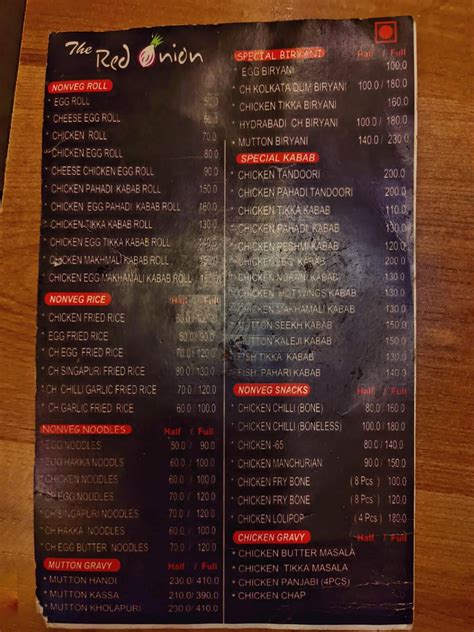 The Red Onion
NONVEG ROLL
EGG ROLL
CHEESE EGG ROLL 60.0
CHICKEN ROLL 70.0
CHICKEN EGG ROLL 80.0
CHEESE CHICKEN EGG ROLL 90.0
CHICKEN PAHADI KABAB ROLL 150.0
CHICKEN EGG PAHADI KABAB ROLL 160.0
CHICKEN TIKKA KABAB ROLL 130.0
CHICKEN EGG TIKKA KABAB ROLL 140.0
CHICKEN MAKHMALI KABAB ROLL 150.0
CHICKEN EGG MAKHAMALI KABAB ROLL
NONVEG RICE Half / Full
CHICKEN FRIED RICE
EGG FRIED RICE 50.0 / 90.0
CH EGG FRIED RICE 70.0 / 120.0
CH SINGAPURI FRIED RICE
CH CHILLI GARLIC FRIED RICE 70.0 / 120.0
CH GARLIC FRIED RICE 60.0 / 100.0
NONVEG NOODLES Half / Full
EGG NOODLES 50.0 / 90.0
EGG HAKKA NOODLS 60.0 / 100.0
CHICKEN NOODLES 60.0 / 100.0
EGG CHICKEN NOODLES 70.0 / 120.0
CH SINGAPURI NOODLES 70.0 / 120.0
CH HAKKA NOODLES 60.0 / 100.0
CH EGG BUTTER NOODLES 70.0 / 120.0
MUTTON GRAVY Half / Full
MUTTON HANDI 230.0/ 410.0
MUTTON KASSA 210.0/ 390.0
MUTTON KHOLAPURI 230.0/ 410.0
SPECIAL BIRYANI Half / Full
EGG BIRYANI 100.0
CH KOLKATA DUM BIRYANI 100.0 / 180.0
CHICKEN TIKKA BIRYANI 160.0
HYDRABADI CH BIRYANI 100.0 / 180.0
MUTTON BIRYANI 140.0 / 230.0
SPECIAL KABAB
CHICKEN TANDOORI 200.0
CHICKEN PAHADI TANDOORI 200.0
CHICKEN TIKKA KABAB 110.0
CHICKEN PAHADI KABAB
CHICKEN RESHMI KABAB 120.0
CHICKEN KABAB
CHICKEN HOT WINGS KABAB
CHICKEN MAKHAMALI KABAB
MUTTON SEEKH KABAB
MUTTON KALEJI KABAB
FISH TIKKA KABAB
FISH PAHARI KABAB
NONVEG SNACKS Half / Full
CHICKEN CHILLI (BONE) 80.0 / 160.0
CHICKEN CHILLI (BONELESS) 100.0 / 180.0
CHICKEN -65 80.0 / 140.0
CHICKEN MANCHURIAN 90.0 / 150.0
CHICKEN FRY BONE ( 8 Pcs ) 100.0
CHICKEN FRY BONE ( 8 Pcs ) 100.0
CHICKEN LOLIPOP ( 4 Pcs ) 180.0
CHICKEN GRAVY Half / Full
CHICKEN BUTTER MASALA
CHICKEN TIKKA MASALA
CHICKEN PANJABI (4PCS)
CHICKEN CHAP